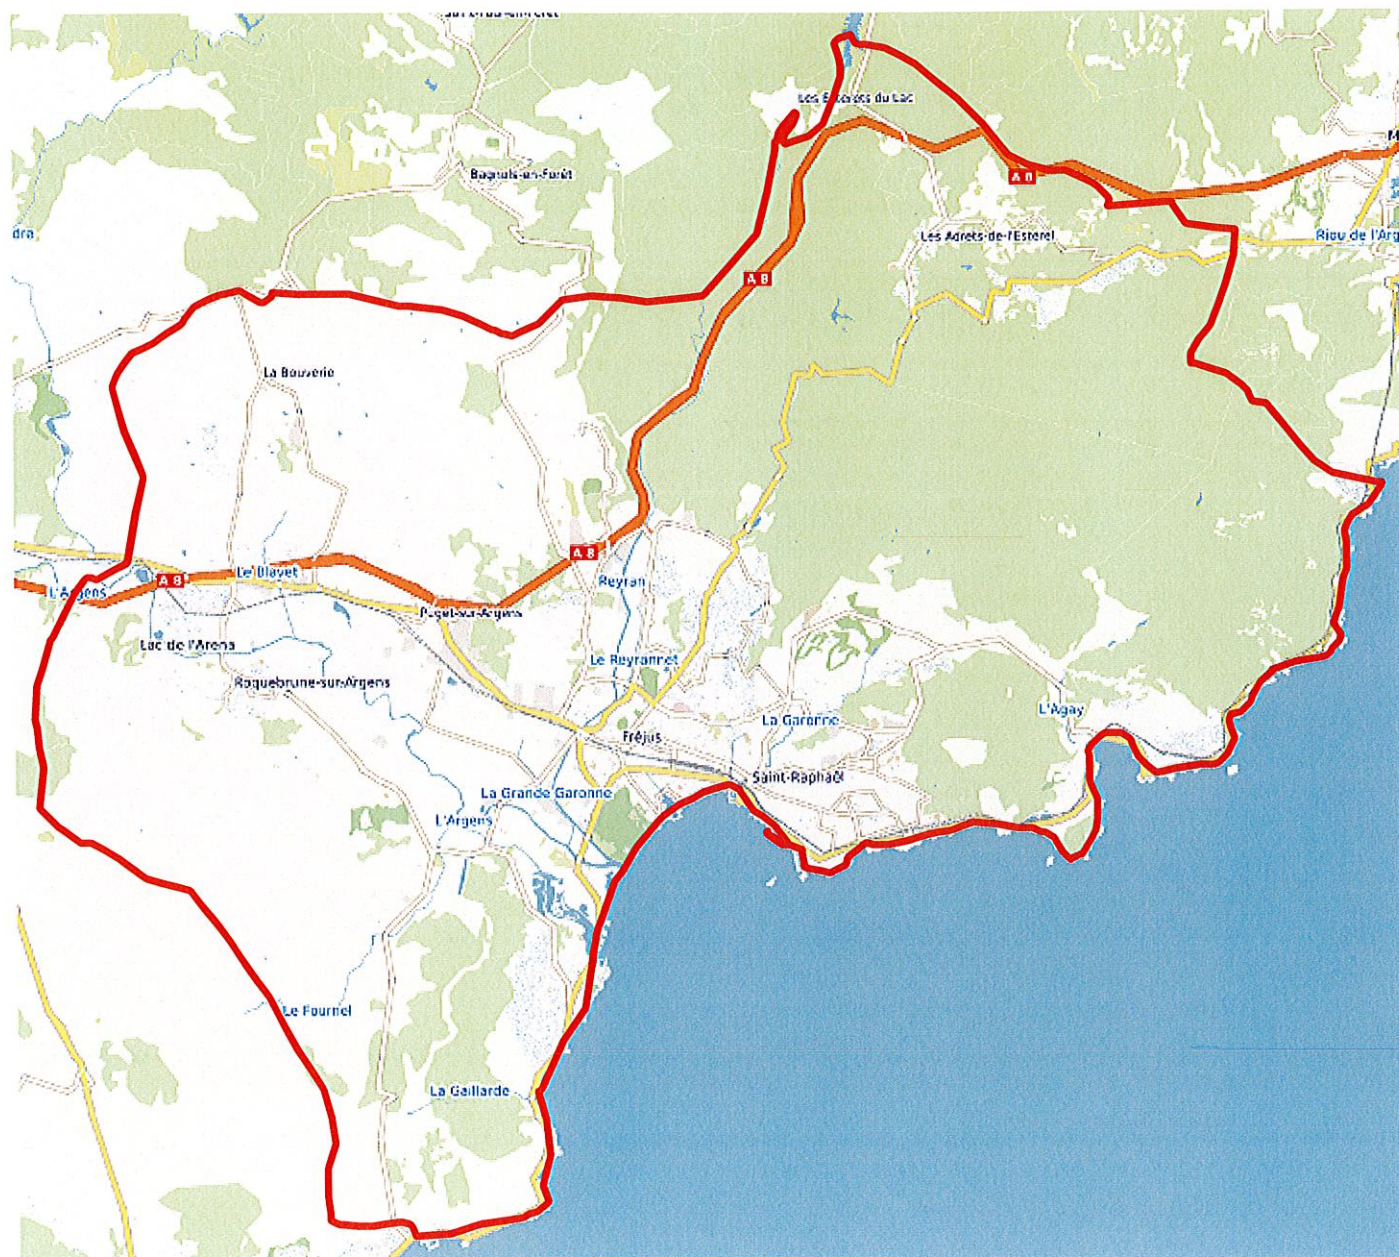 Les Esterets du Lac
Bagnols-en-Forêt
A 8
dra
Les Adrets-de-l'Esterel
Riou de l'Arg
A 8
La Bouverie
A 8
A 8
Le Blavet
L'Argens
Reyran
Puget-sur-Argens
Lac de l'Arena
Le Reyrannet
Roquebrune-sur-Argens
L'Agay
La Garonne
Fréjus
Saint-Raphaël
La Grande Garonne
L'Argens
Le Fournel
La Gaillarde